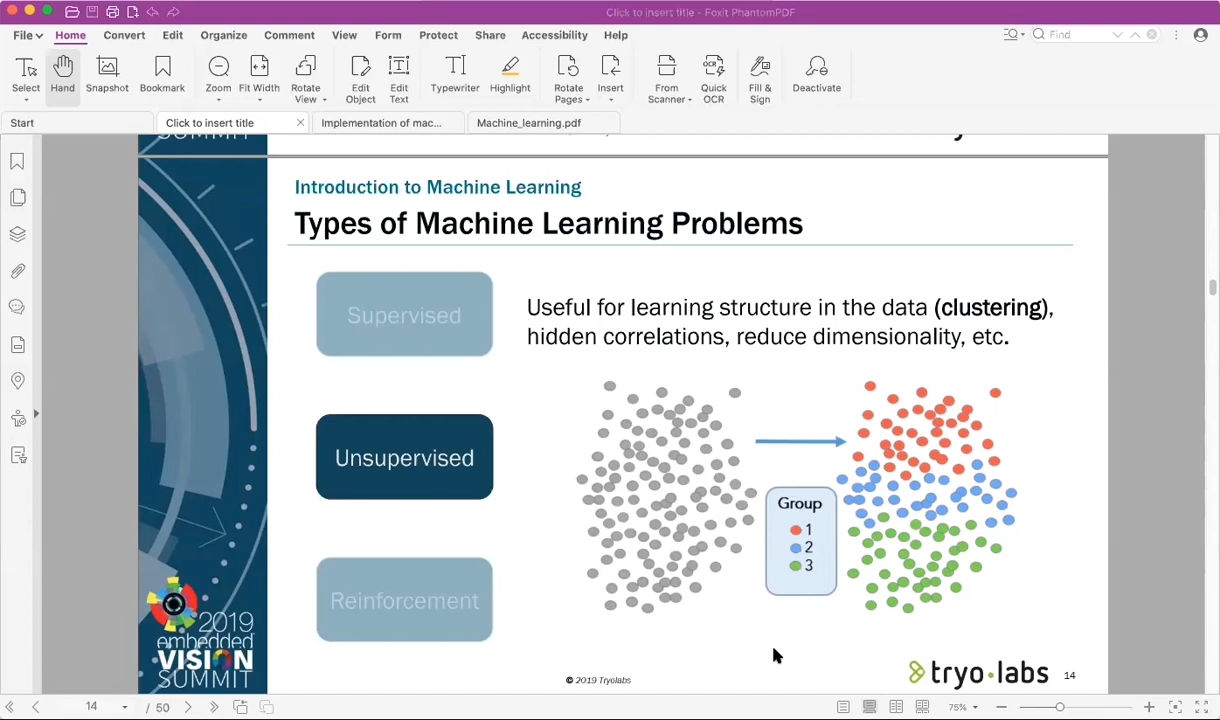 Click to insert title - Foxit PhantomPDF
File Home Convert Edit Organize Comment View Form Protect Share Accessibility Help Find
Select Hand Snapshot Bookmark Zoom Fit Width Rotate View Edit Object Edit Text Typewriter Highlight Rotate Pages Insert From Scanner Quick OCR Fill & Sign Deactivate
Start Click to insert title Implementation of mac... Machine_learning.pdf
Introduction to Machine Learning
Types of Machine Learning Problems
Supervised
Useful for learning structure in the data (clustering),
hidden correlations, reduce dimensionality, etc.
Unsupervised
Group
1
2
3
Reinforcement
2019
embedded
VISION
SUMMIT
© 2019 Tryolabs
tryo·labs
14
14 / 50 75%